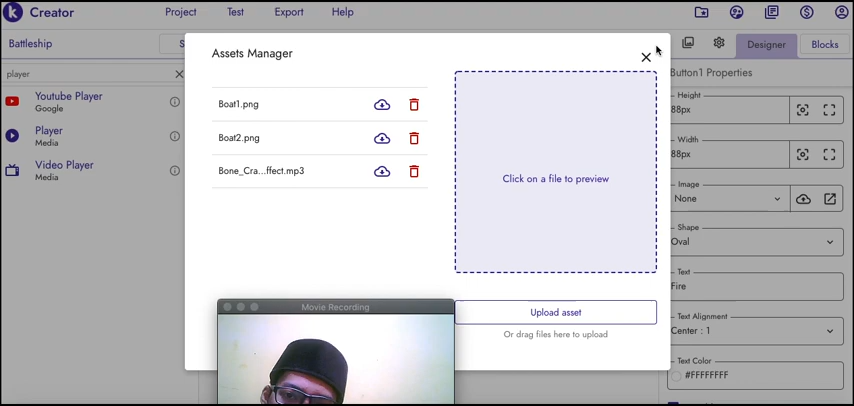 Creator
Project
Test
Export
Help
Battleship
S
Designer
Blocks
player
Youtube Player
Google
Player
Media
Video Player
Media
Assets Manager
Boat1.png
Boat2.png
Bone_Cra...ffect.mp3
Click on a file to preview
Upload asset
Or drag files here to upload
Movie Recording
Button1 Properties
Height
88px
Width
88px
Image
None
Shape
Oval
Text
Fire
Text Alignment
Center : 1
Text Color
#FFFFFFFF